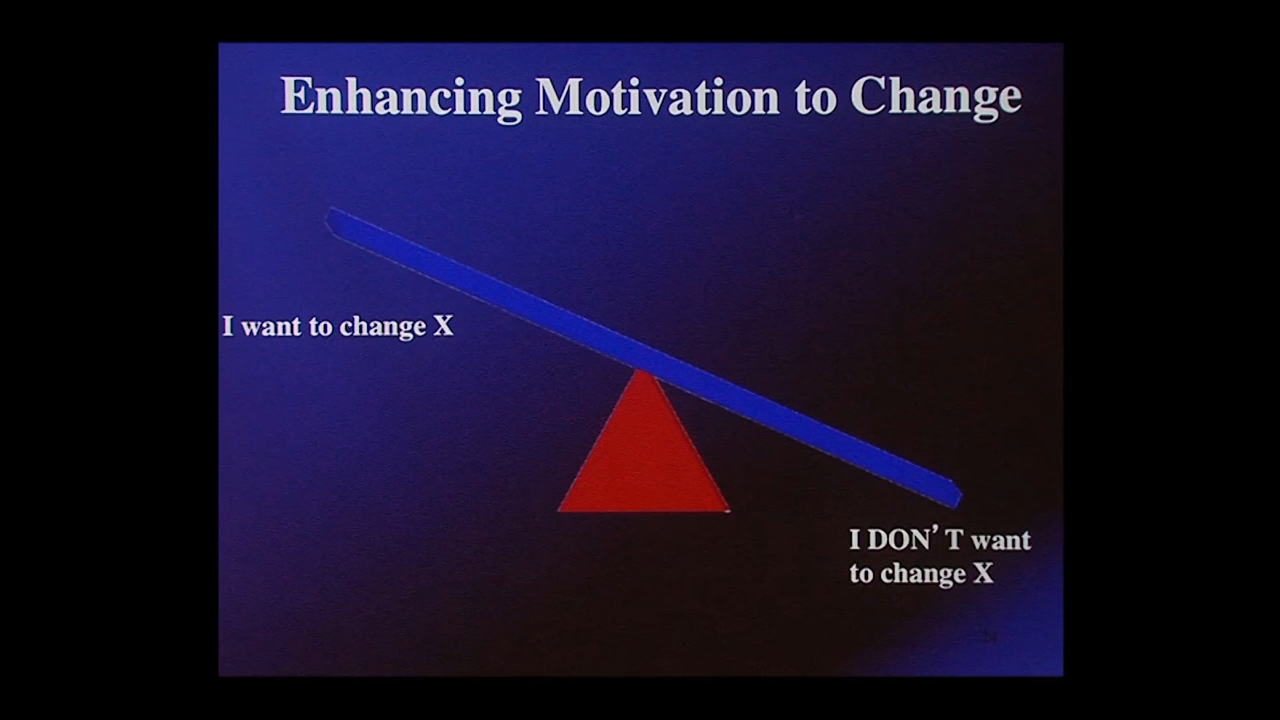 Enhancing Motivation to Change
I want to change X
I DON'T want
to change X